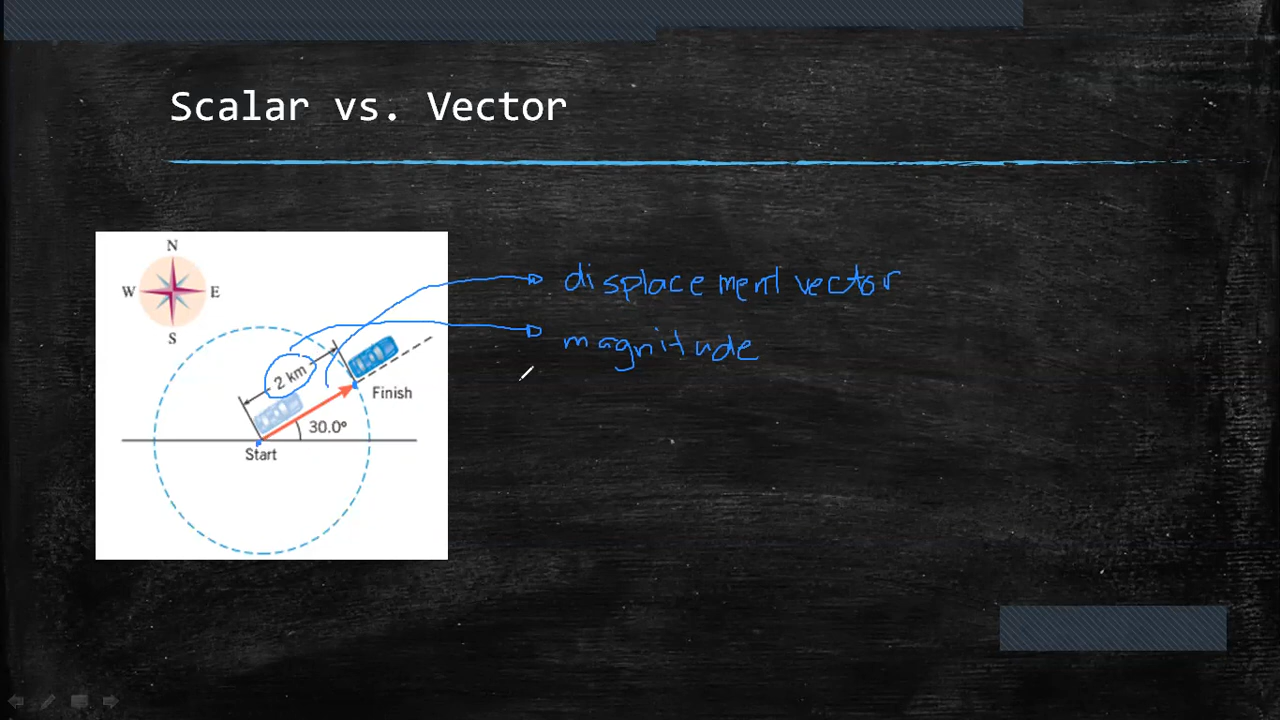 Scalar vs. Vector
N
W E
S
2 km
Finish
30.0°
Start
displacement vector
magnitude